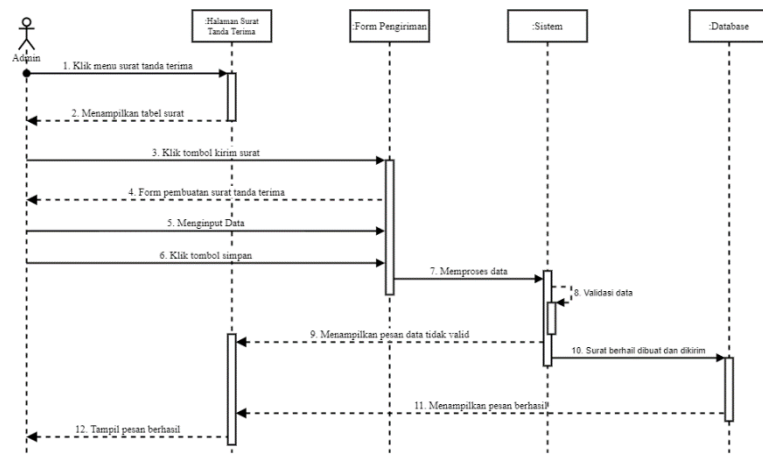 :Halaman Surat
Tanda Terima
:Form Pengiriman
:Sistem
:Database
Admin
1. Klik menu surat tanda terima
2. Menampilkan tabel surat
3. Klik tombol kirim surat
4. Form pembuatan surat tanda terima
5. Menginput Data
6. Klik tombol simpan
7. Memproses data
8. Validasi data
9. Menampilkan pesan data tidak valid
10. Surat berhail dibuat dan dikirim
11. Menampilkan pesan berhasil
12. Tampil pesan berhasil